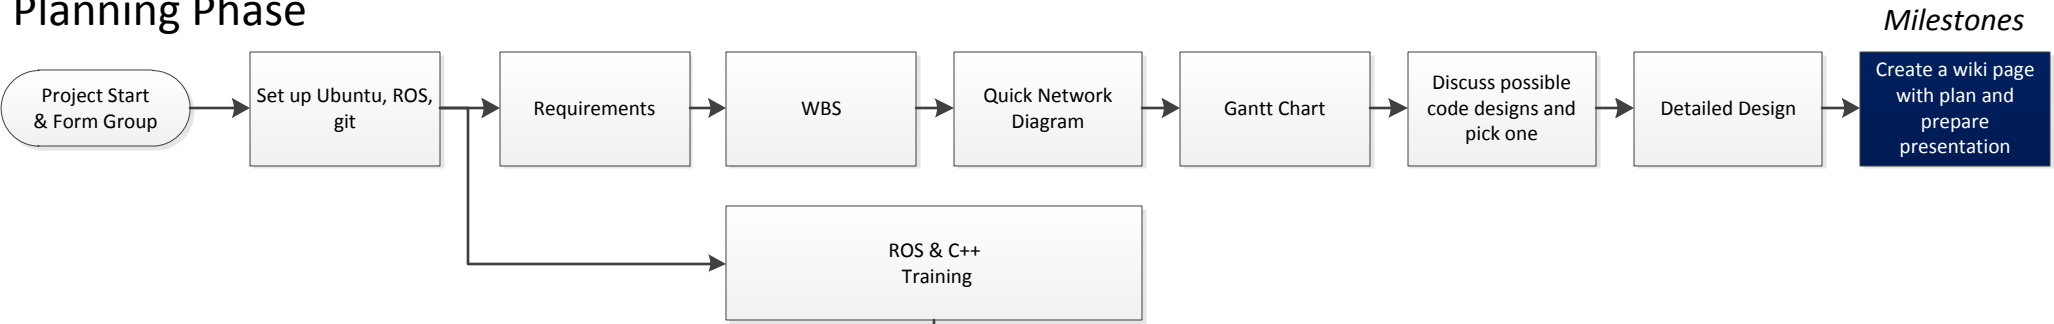 Planning Phase
Milestones
Project Start
& Form Group
Set up Ubuntu, ROS,
git
Requirements
WBS
Quick Network
Diagram
Gantt Chart
Discuss possible
code designs and
pick one
Detailed Design
Create a wiki page
with plan and
prepare
presentation
ROS & C++
Training